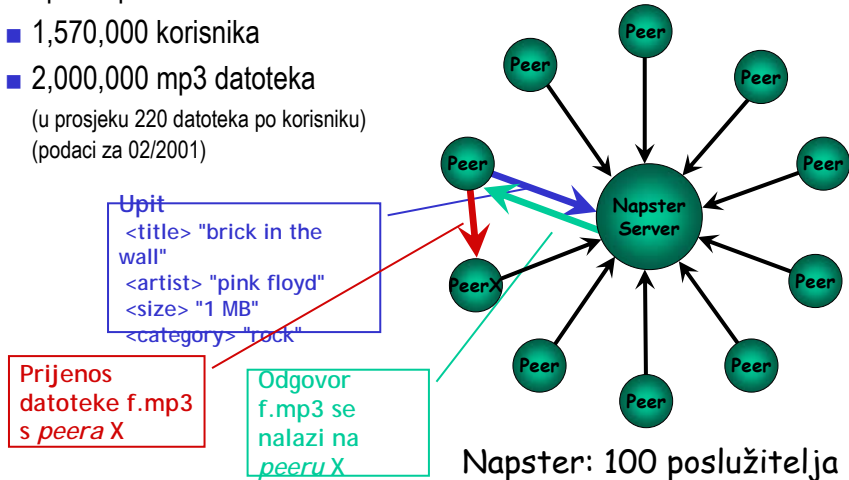 ■ 1,570,000 korisnika
■ 2,000,000 mp3 datoteka
(u prosjeku 220 datoteka po korisniku)
(podaci za 02/2001)
Upit
<title> "brick in the
wall"
<artist> "pink floyd"
<size> "1 MB"
<category> "rock"
Prijenos
datoteke f.mp3
s peera X
Odgovor
f.mp3 se
nalazi na
peeru X
Peer
Peer
Peer
Peer
Peer
Napster
Server
PeerX
Peer
Peer
Peer
Peer
Napster: 100 poslužitelja